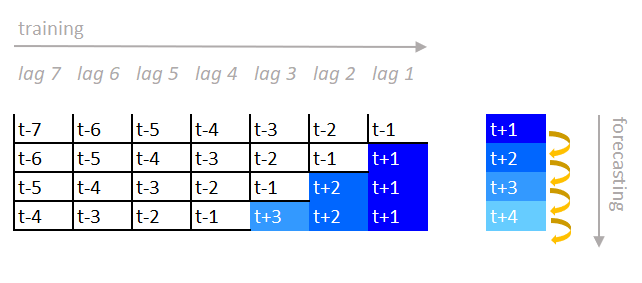 training
lag 7 lag 6 lag 5 lag 4 lag 3 lag 2 lag 1
t-7 t-6 t-5 t-4 t-3 t-2 t-1 t+1
t-6 t-5 t-4 t-3 t-2 t-1 t+1 t+2
t-5 t-4 t-3 t-2 t-1 t+2 t+1 t+3
t-4 t-3 t-2 t-1 t+3 t+2 t+1 t+4
forecasting